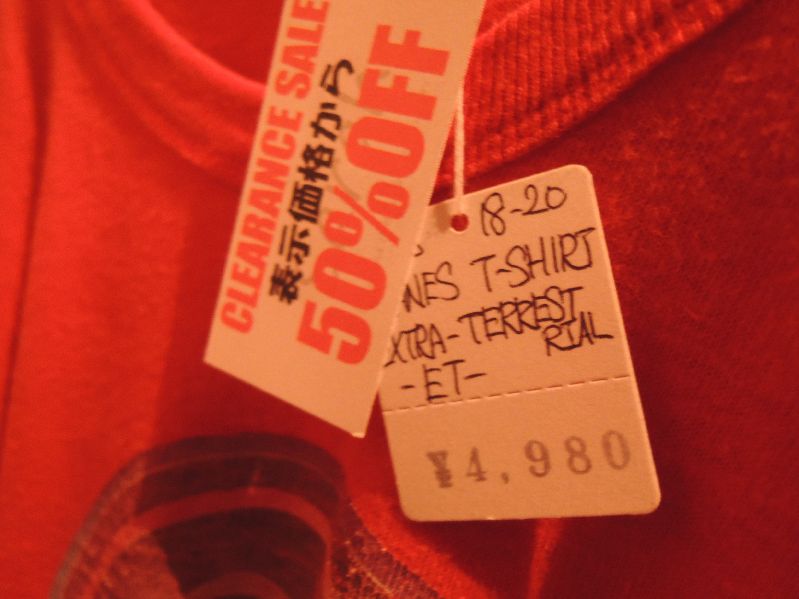 CLEARANCE SALE
表示価格から
50%OFF
18-20
T-SHIRT
XTRA-TERREST
RIAL
-ET-
¥4,980